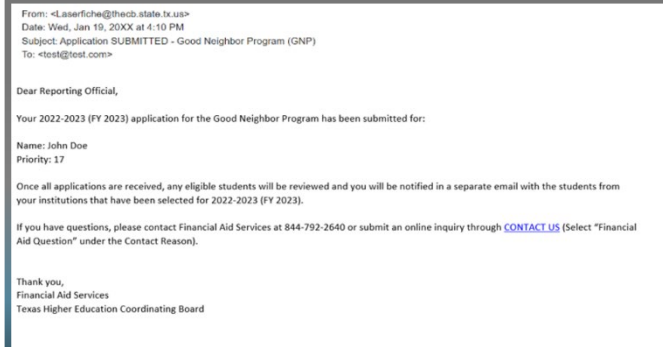 From: <Laserfiche@thecb.state.tx.us>
Date: Wed, Jan 19, 20XX at 4:10 PM
Subject: Application SUBMITTED - Good Neighbor Program (GNP)
To: <test@test.com>
Dear Reporting Official,
Your 2022-2023 (FY 2023) application for the Good Neighbor Program has been submitted for:
Name: John Doe
Priority: 17
Once all applications are received, any eligible students will be reviewed and you will be notified in a separate email with the students from
your institutions that have been selected for 2022-2023 (FY 2023).
If you have questions, please contact Financial Aid Services at 844-792-2640 or submit an online inquiry through CONTACT US (Select "Financial
Aid Question" under the Contact Reason).
Thank you,
Financial Aid Services
Texas Higher Education Coordinating Board